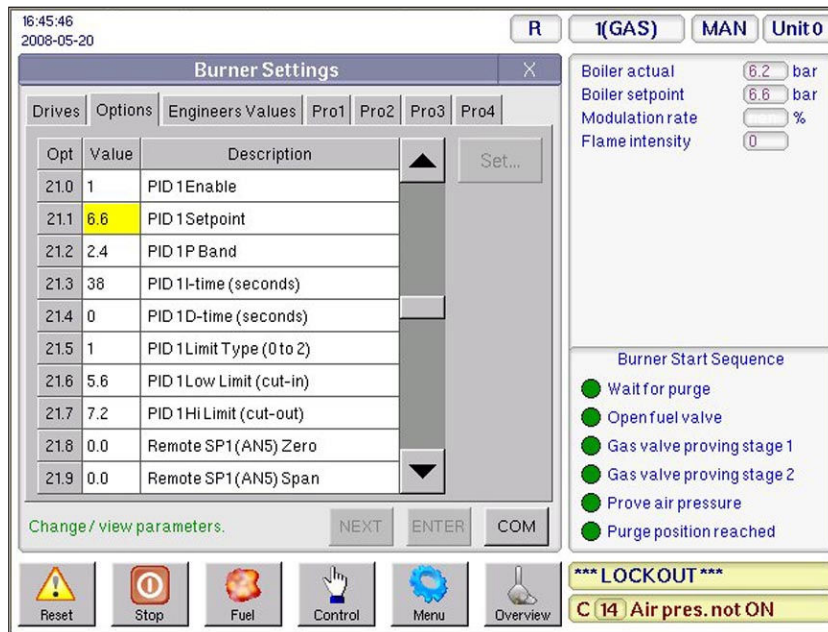 16:45:46
2008-05-20
R
1(GAS)
MAN
Unit 0
Burner Settings
X
Drives
Options
Engineers Values
Pro1
Pro2
Pro3
Pro4
Opt Value Description
21.0 1 PID 1 Enable
21.1 6.6 PID 1 Setpoint
21.2 2.4 PID 1 P Band
21.3 38 PID 1 I-time (seconds)
21.4 0 PID 1 D-time (seconds)
21.5 1 PID 1 Limit Type (0 to 2)
21.6 5.6 PID 1 Low Limit (cut-in)
21.7 7.2 PID 1 Hi Limit (cut-out)
21.8 0.0 Remote SP1 (AN5) Zero
21.9 0.0 Remote SP1 (AN5) Span
Set...
Change / view parameters.
NEXT
ENTER
COM
Reset
Stop
Fuel
Control
Menu
Overview
Boiler actual 6.2 bar
Boiler setpoint 6.6 bar
Modulation rate %
Flame intensity 0
Burner Start Sequence
Wait for purge
Open fuel valve
Gas valve proving stage 1
Gas valve proving stage 2
Prove air pressure
Purge position reached
*** LOCKOUT ***
C 14 Air pres. not ON